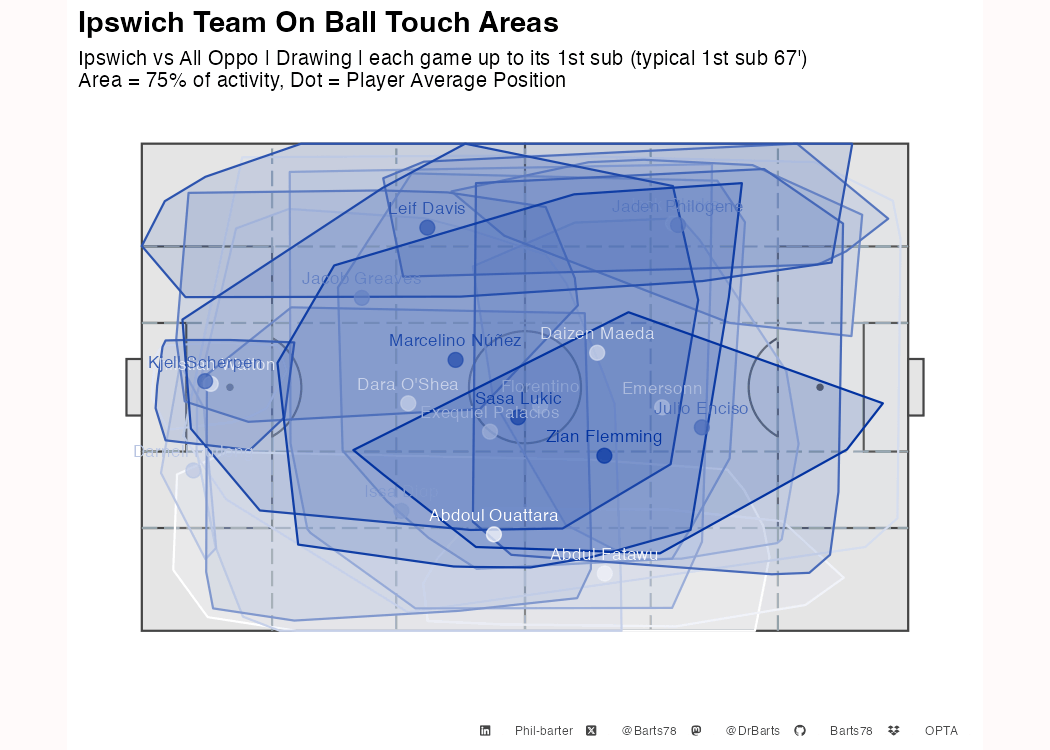 Ipswich Team On Ball Touch Areas
Ipswich vs All Oppo | Drawing | each game up to its 1st sub (typical 1st sub 67')
Area = 75% of activity, Dot = Player Average Position
Leif Davis
Jaden Philogene
Jacob Greaves
Marcelino Núñez
Daizen Maeda
Kjell Scherpen
Walton
Dara O'Shea
Florentino
Emersonn
Sasa Lukic
Julio Enciso
Exequiel Palacios
Zian Flemming
Issa
Abdoul Ouattara
Abdul Fatawu
Phil-barter
@Barts78
@DrBarts
Barts78
OPTA